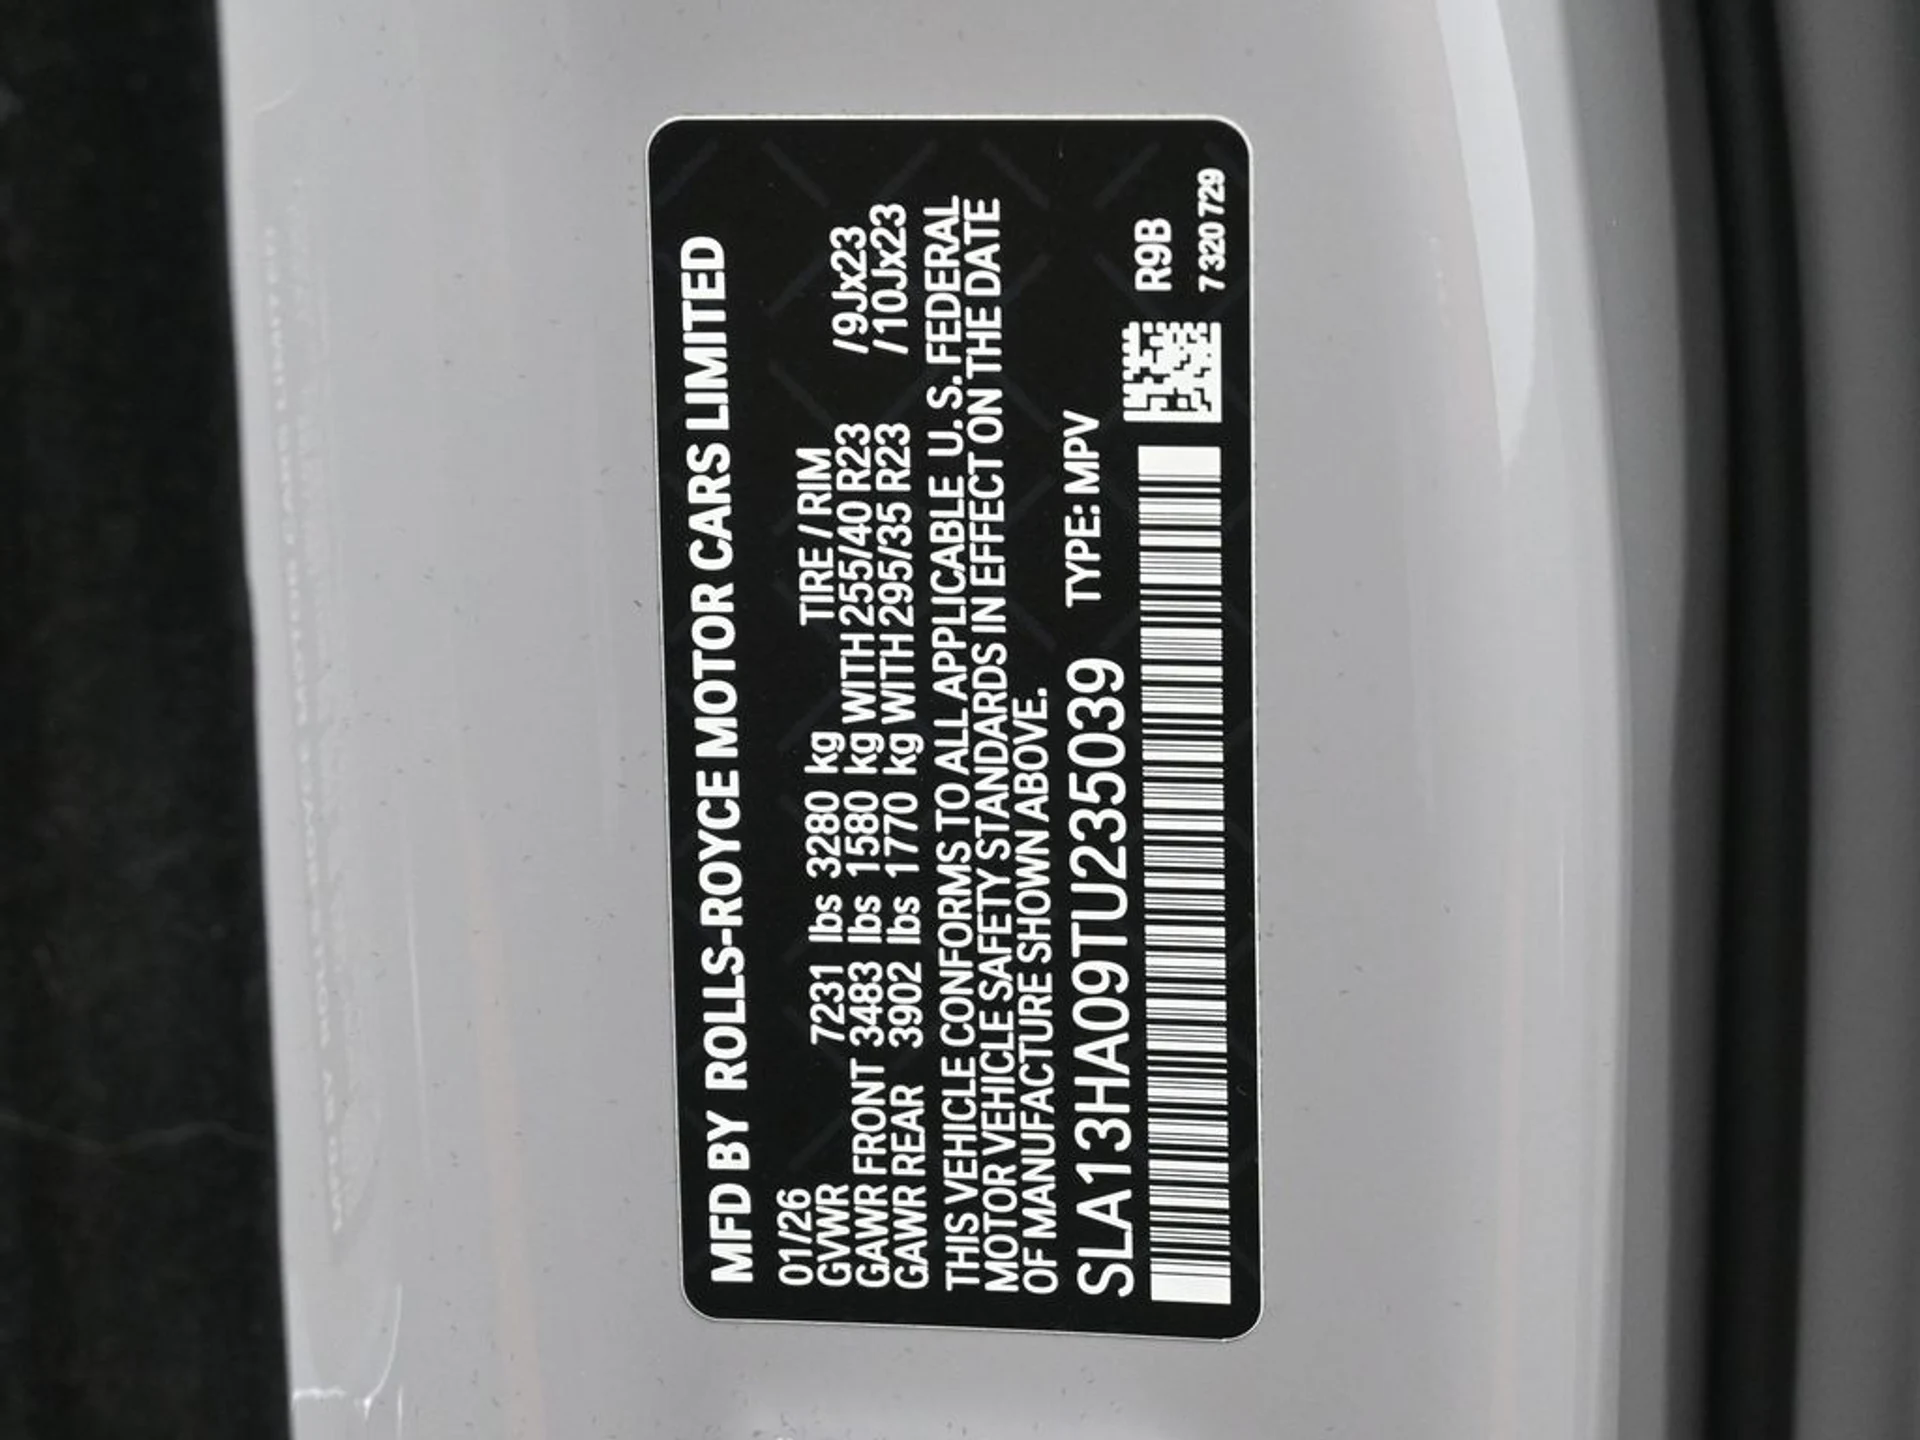 MFD BY ROLLS-ROYCE MOTOR CARS LIMITED
01/26 TIRE / RIM
GVWR 7231 lbs 3280 kg
GAWR FRONT 3483 lbs 1580 kg WITH 255/40 R23 /9Jx23
GAWR REAR 3902 lbs 1770 kg WITH 295/35 R23 /10Jx23
THIS VEHICLE CONFORMS TO ALL APPLICABLE U. S. FEDERAL
MOTOR VEHICLE SAFETY STANDARDS IN EFFECT ON THE DATE
OF MANUFACTURE SHOWN ABOVE.
SLA13HA09TU235039 TYPE: MPV
R9B
7 320 729